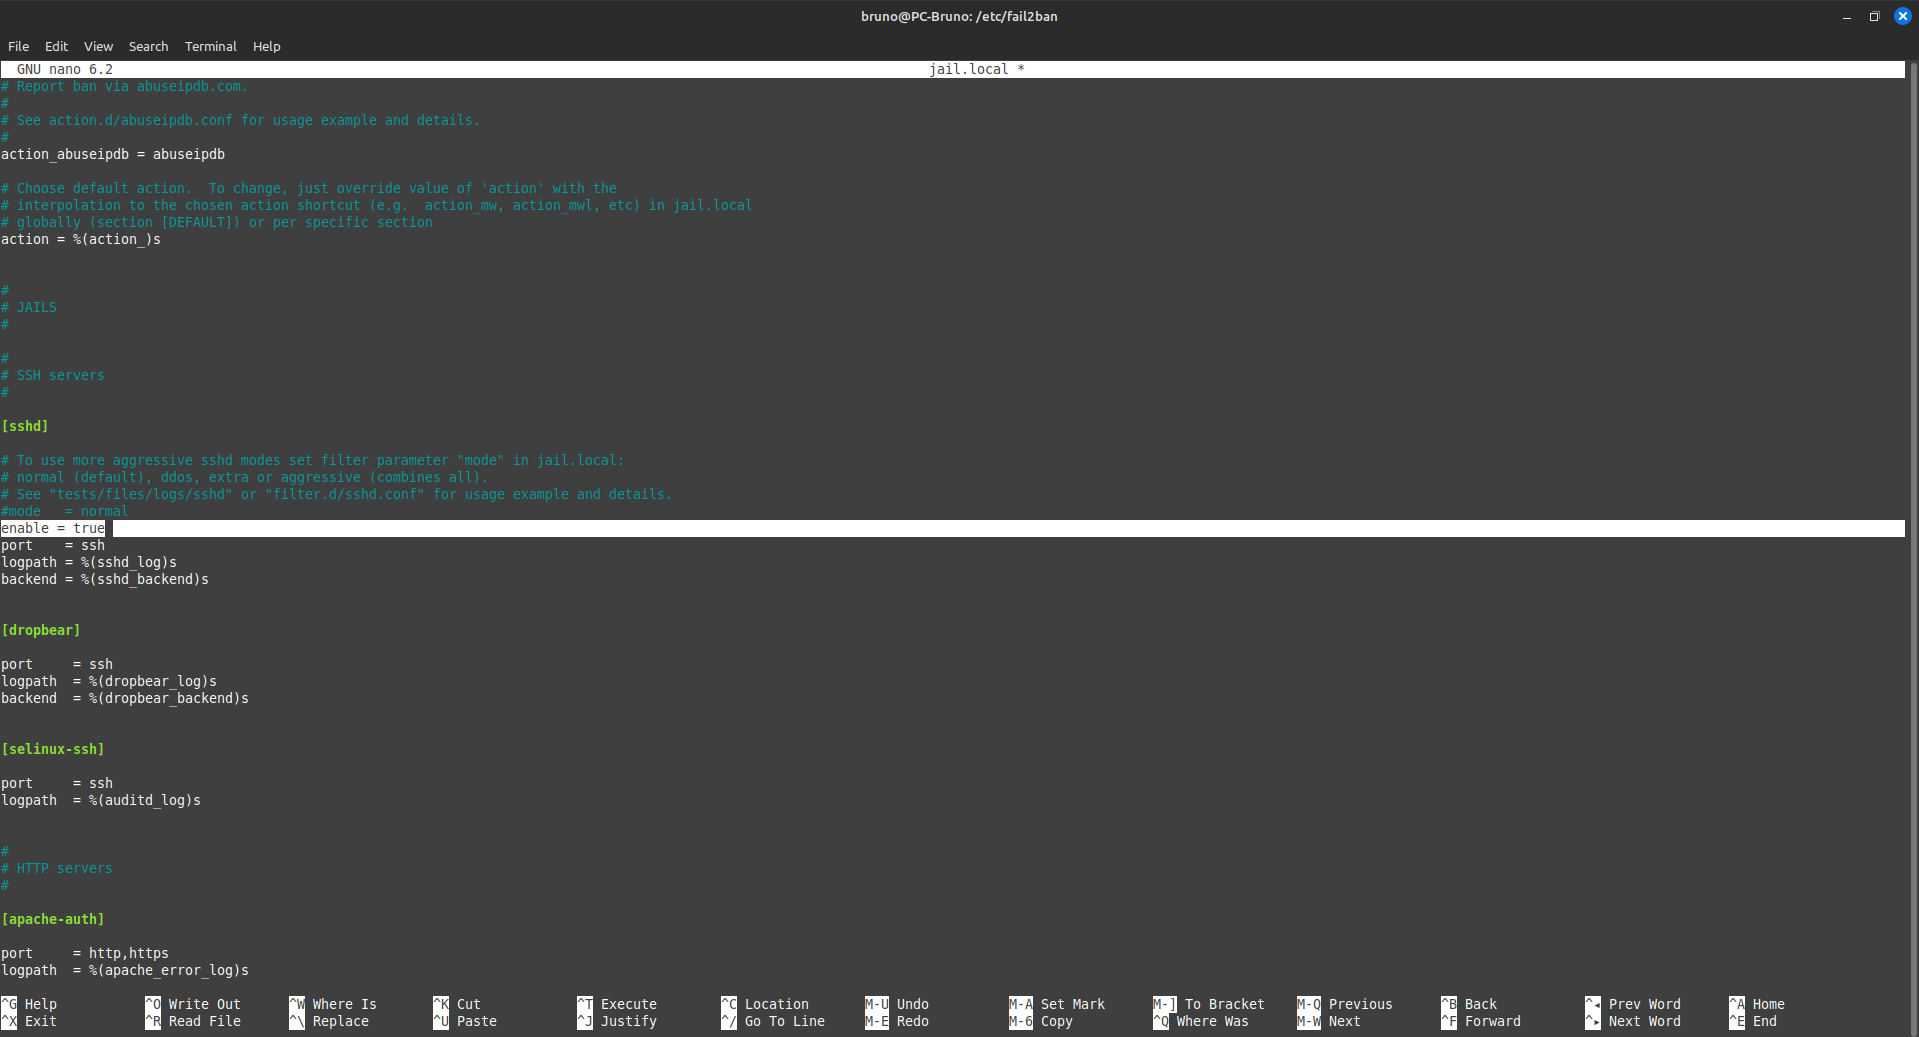 bruno@PC-Bruno: /etc/fail2ban
File Edit View Search Terminal Help
GNU nano 6.2 jail.local *
# Report ban via abuseipdb.com.
#
# See action.d/abuseipdb.conf for usage example and details.
#
action_abuseipdb = abuseipdb
# Choose default action.  To change, just override value of 'action' with the
# interpolation to the chosen action shortcut (e.g.  action_mw, action_mwl, etc) in jail.local
# globally (section [DEFAULT]) or per specific section
action = %(action_)s
#
# JAILS
#
#
# SSH servers
#
[sshd]
# To use more aggressive sshd modes set filter parameter "mode" in jail.local:
# normal (default), ddos, extra or aggressive (combines all).
# See "tests/files/logs/sshd" or "filter.d/sshd.conf" for usage example and details.
#mode   = normal
enable = true
port    = ssh
logpath = %(sshd_log)s
backend = %(sshd_backend)s
[dropbear]
port     = ssh
logpath  = %(dropbear_log)s
backend  = %(dropbear_backend)s
[selinux-ssh]
port     = ssh
logpath  = %(auditd_log)s
#
# HTTP servers
#
[apache-auth]
port     = http,https
logpath  = %(apache_error_log)s
^G Help ^O Write Out ^W Where Is ^K Cut ^T Execute ^C Location M-U Undo M-A Set Mark M-] To Bracket M-Q Previous ^B Back ^◂ Prev Word ^A Home
^X Exit ^R Read File ^\ Replace ^U Paste ^J Justify ^/ Go To Line M-E Redo M-6 Copy ^Q Where Was M-W Next ^F Forward ^▸ Next Word ^E End